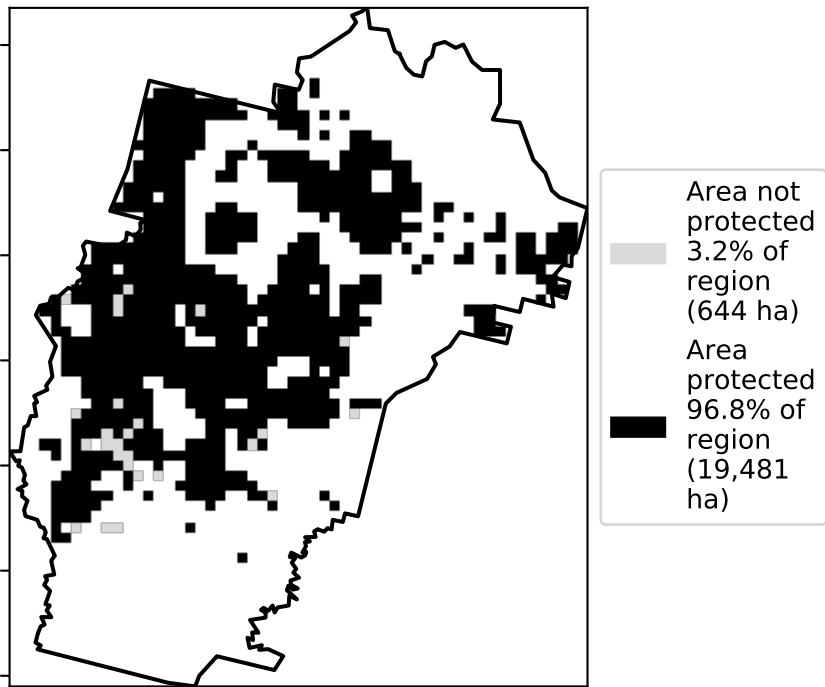 Area not
protected
3.2% of
region
(644 ha)
Area
protected
96.8% of
region
(19,481
ha)